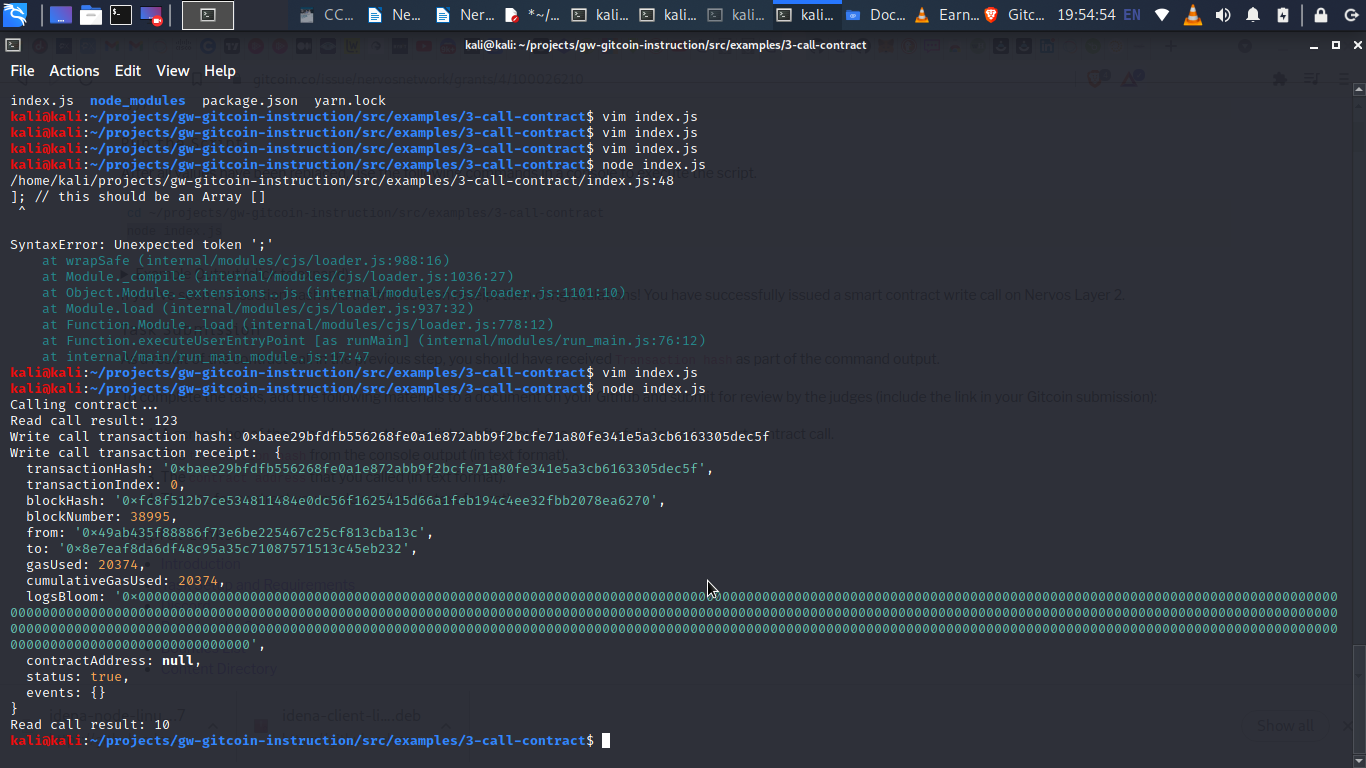 CC...
Ne...
Ner...
*~/...
kali...
kali...
kali...
kali...
Doc...
Earn...
Gitc...
19:54:54 EN
kali@kali: ~/projects/gw-gitcoin-instruction/src/examples/3-call-contract
File Actions Edit View Help
index.js node_modules package.json yarn.lock
kali@kali:~/projects/gw-gitcoin-instruction/src/examples/3-call-contract$ vim index.js
kali@kali:~/projects/gw-gitcoin-instruction/src/examples/3-call-contract$ vim index.js
kali@kali:~/projects/gw-gitcoin-instruction/src/examples/3-call-contract$ vim index.js
kali@kali:~/projects/gw-gitcoin-instruction/src/examples/3-call-contract$ node index.js
/home/kali/projects/gw-gitcoin-instruction/src/examples/3-call-contract/index.js:48
]; // this should be an Array []
^
SyntaxError: Unexpected token ';'
at wrapSafe (internal/modules/cjs/loader.js:988:16)
at Module._compile (internal/modules/cjs/loader.js:1036:27)
at Object.Module._extensions..js (internal/modules/cjs/loader.js:1101:10)
at Module.load (internal/modules/cjs/loader.js:937:32)
at Function.Module._load (internal/modules/cjs/loader.js:778:12)
at Function.executeUserEntryPoint [as runMain] (internal/modules/run_main.js:76:12)
at internal/main/run_main_module.js:17:47
kali@kali:~/projects/gw-gitcoin-instruction/src/examples/3-call-contract$ vim index.js
kali@kali:~/projects/gw-gitcoin-instruction/src/examples/3-call-contract$ node index.js
Calling contract...
Read call result: 123
Write call transaction hash: 0×baee29bfdfb556268fe0a1e872abb9f2bcfe71a80fe341e5a3cb6163305dec5f
Write call transaction receipt: {
transactionHash: '0×baee29bfdfb556268fe0a1e872abb9f2bcfe71a80fe341e5a3cb6163305dec5f',
transactionIndex: 0,
blockHash: '0×fc8f512b7ce534811484e0dc56f1625415d66a1feb194c4ee32fbb2078ea6270',
blockNumber: 38995,
from: '0×49ab435f88886f73e6be225467c25cf813cba13c',
to: '0×8e7eaf8da6df48c95a35c71087571513c45eb232',
gasUsed: 20374,
cumulativeGasUsed: 20374,
logsBloom: '0×000000000000000000000000000000000000000000000000000000000000000000000000000000000000000000000000000000000000000000000000000000000000000000000000000000
0000000000000000000000000000000000000000000000000000000000000000000000000000000000000000000000000000000000000000000000000000000000000000000000000000000000000000000000
0000000000000000000000000000000000000000000000000000000000000000000000000000000000000000000000000000000000000000000000000000000000000000000000000000000000000000000000
000000000000000000000000000000',
contractAddress: null,
status: true,
events: {}
}
Read call result: 10
kali@kali:~/projects/gw-gitcoin-instruction/src/examples/3-call-contract$
Show all